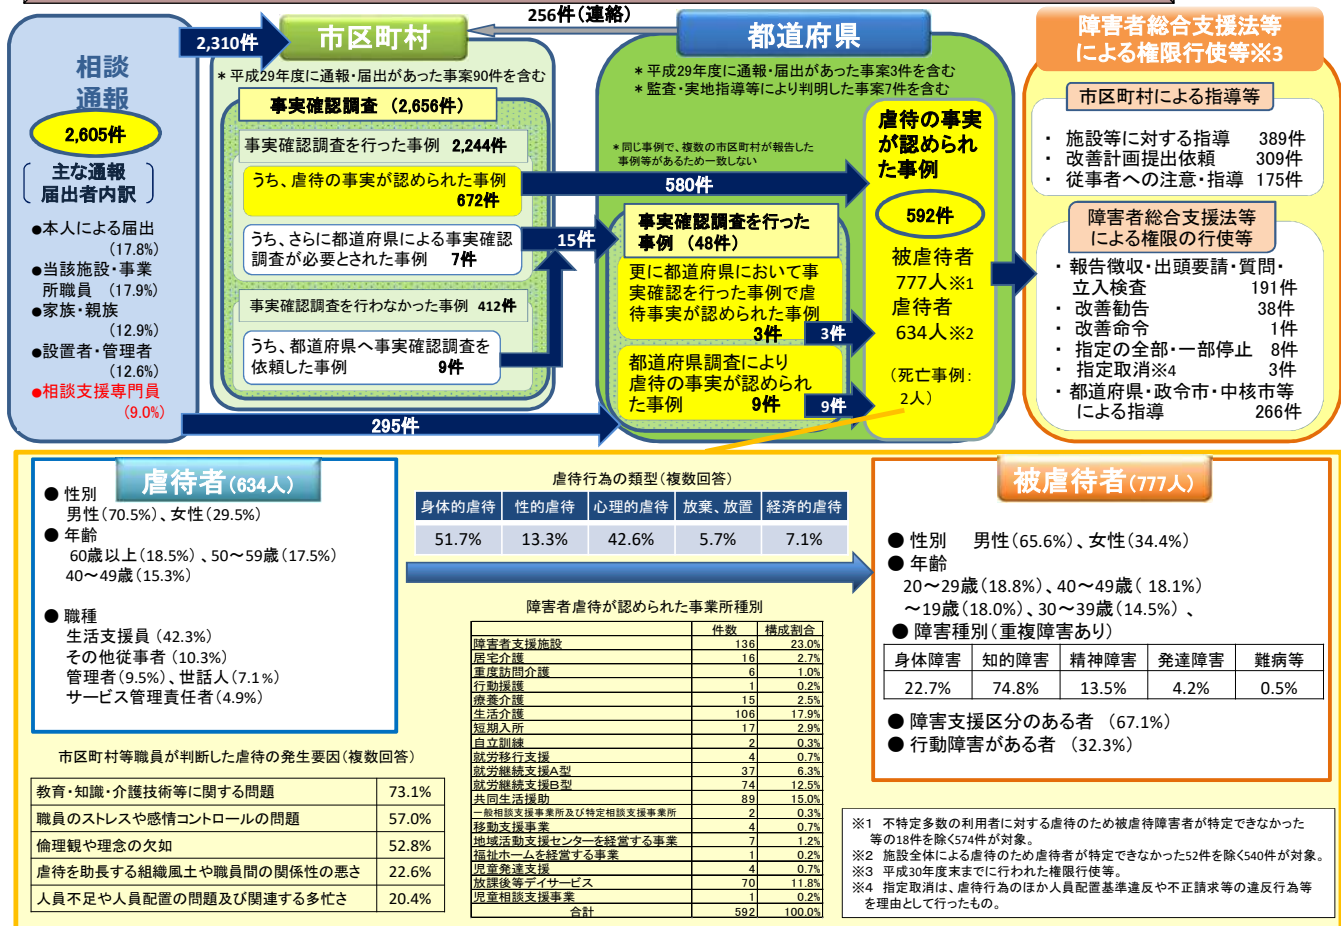 256件（連絡）
相談
通報
2,605件
主な通報
届出者内訳
●本人による届出
(17.8%)
●当該施設・事業
所職員 (17.9%)
●家族・親族
(12.9%)
●設置者・管理者
(12.6%)
●相談支援専門員
(9.0%)
2,310件
市区町村
＊平成29年度に通報・届出があった事案90件を含む
事実確認調査（2,656件）
事実確認調査を行った事例 2,244件
うち、虐待の事実が認められた事例
672件
うち、さらに都道府県による事実確認
調査が必要とされた事例 7件
事実確認調査を行わなかった事例 412件
うち、都道府県へ事実確認調査を
依頼した事例 9件
295件
15件
580件
都道府県
＊平成29年度に通報・届出があった事案3件を含む
＊監査・実地指導等により判明した事案7件を含む
＊同じ事例で、複数の市区町村が報告した
事例等があるため一致しない
事実確認調査を行った
事例（48件）
更に都道府県において事
実確認を行った事例で虐
待事実が認められた事例
3件
3件
都道府県調査により
虐待の事実が認められ
た事例 9件
9件
虐待の事実
が認められ
た事例
592件
被虐待者
777人※1
虐待者
634人※2
（死亡事例：
2人）
障害者総合支援法等
による権限行使等※3
市区町村による指導等
・ 施設等に対する指導 389件
・ 改善計画提出依頼 309件
・ 従事者への注意・指導 175件
障害者総合支援法等
による権限の行使等
・報告徴収・出頭要請・質問・
立入検査 191件
・ 改善勧告 38件
・ 改善命令 1件
・ 指定の全部・一部停止 8件
・ 指定取消※4 3件
・ 都道府県・政令市・中核市等
による指導 266件
虐待者(634人)
● 性別
男性(70.5%)、女性(29.5%)
● 年齢
60歳以上(18.5%)、50～59歳(17.5%)
40～49歳(15.3%)
● 職種
生活支援員 (42.3%)
その他従事者 (10.3%)
管理者(9.5%)、世話人(7.1%)
サービス管理責任者(4.9%)
市区町村等職員が判断した虐待の発生要因(複数回答)
教育・知識・介護技術等に関する問題 73.1%
職員のストレスや感情コントロールの問題 57.0%
倫理観や理念の欠如 52.8%
虐待を助長する組織風土や職員間の関係性の悪さ 22.6%
人員不足や人員配置の問題及び関連する多忙さ 20.4%
虐待行為の類型(複数回答)
身体的虐待 性的虐待 心理的虐待 放棄、放置 経済的虐待
51.7% 13.3% 42.6% 5.7% 7.1%
障害者虐待が認められた事業所種別
件数 構成割合
障害者支援施設 136 23.0%
居宅介護 16 2.7%
重度訪問介護 6 1.0%
行動援護 1 0.2%
療養介護 15 2.5%
生活介護 106 17.9%
短期入所 17 2.9%
自立訓練 2 0.3%
就労移行支援 4 0.7%
就労継続支援A型 37 6.3%
就労継続支援B型 74 12.5%
共同生活援助 89 15.0%
一般相談支援事業所及び特定相談支援事業所 2 0.3%
移動支援事業 4 0.7%
地域活動支援センターを経営する事業 7 1.2%
福祉ホームを経営する事業 1 0.2%
児童発達支援 4 0.7%
放課後等デイサービス 70 11.8%
児童相談支援事業 1 0.2%
合計 592 100.0%
被虐待者(777人)
● 性別 男性(65.6%)、女性(34.4%)
● 年齢
20～29歳(18.8%)、40～49歳( 18.1%)
～19歳(18.0%)、30～39歳(14.5%) 、
● 障害種別(重複障害あり)
身体障害 知的障害 精神障害 発達障害 難病等
22.7% 74.8% 13.5% 4.2% 0.5%
● 障害支援区分のある者 (67.1%)
● 行動障害がある者 (32.3%)
※1 不特定多数の利用者に対する虐待のため被虐待障害者が特定できなかった
等の18件を除く574件が対象。
※2 施設全体による虐待のため虐待者が特定できなかった52件を除く540件が対象。
※3 平成30年度末までに行われた権限行使等。
※4 指定取消は、虐待行為のほか人員配置基準違反や不正請求等の違反行為等
を理由として行ったもの。